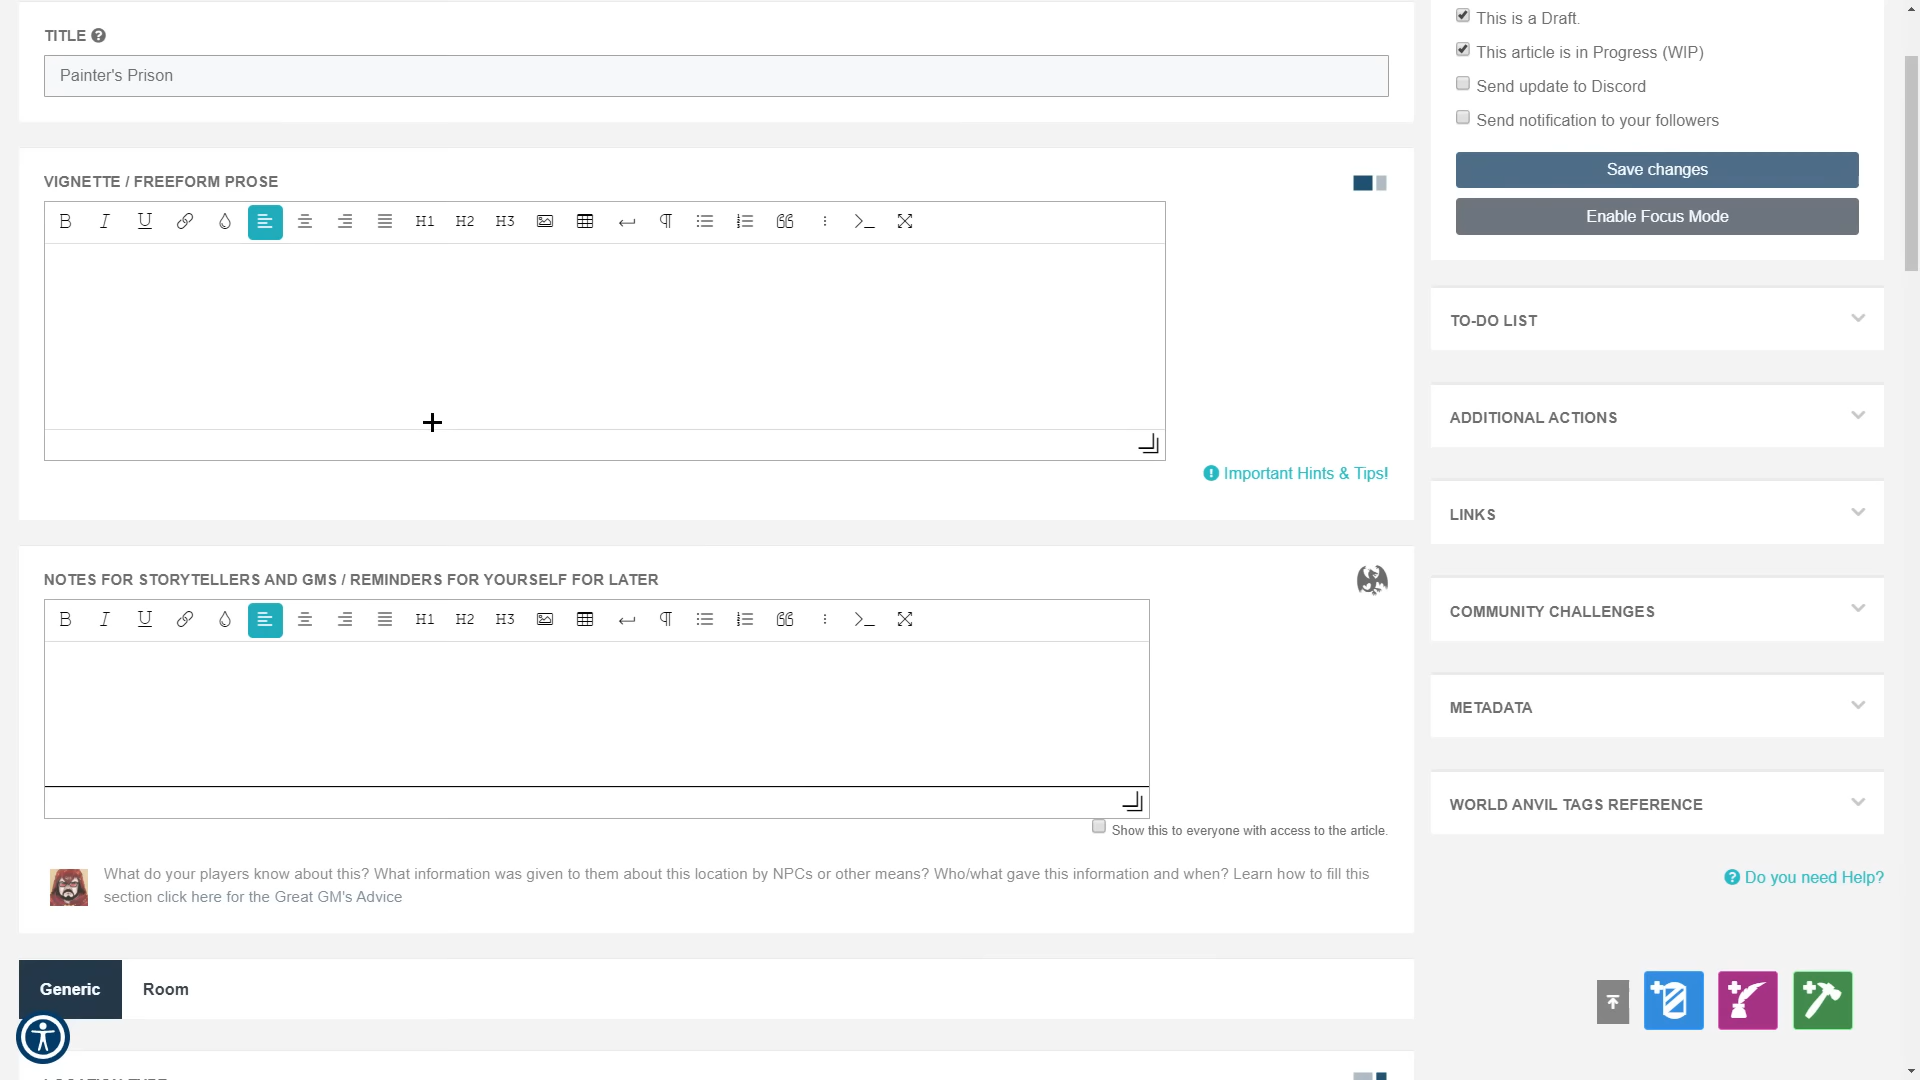 TITLE
Painter's Prison
VIGNETTE / FREEFORM PROSE
B I U H1 H2 H3
Important Hints & Tips!
NOTES FOR STORYTELLERS AND GMS / REMINDERS FOR YOURSELF FOR LATER
B I U H1 H2 H3
Show this to everyone with access to the article.
What do your players know about this? What information was given to them about this location by NPCs or other means? Who/what gave this information and when? Learn how to fill this
section click here for the Great GM's Advice
Generic Room
This is a Draft.
This article is in Progress (WIP)
Send update to Discord
Send notification to your followers
Save changes
Enable Focus Mode
TO-DO LIST
ADDITIONAL ACTIONS
LINKS
COMMUNITY CHALLENGES
METADATA
WORLD ANVIL TAGS REFERENCE
Do you need Help?